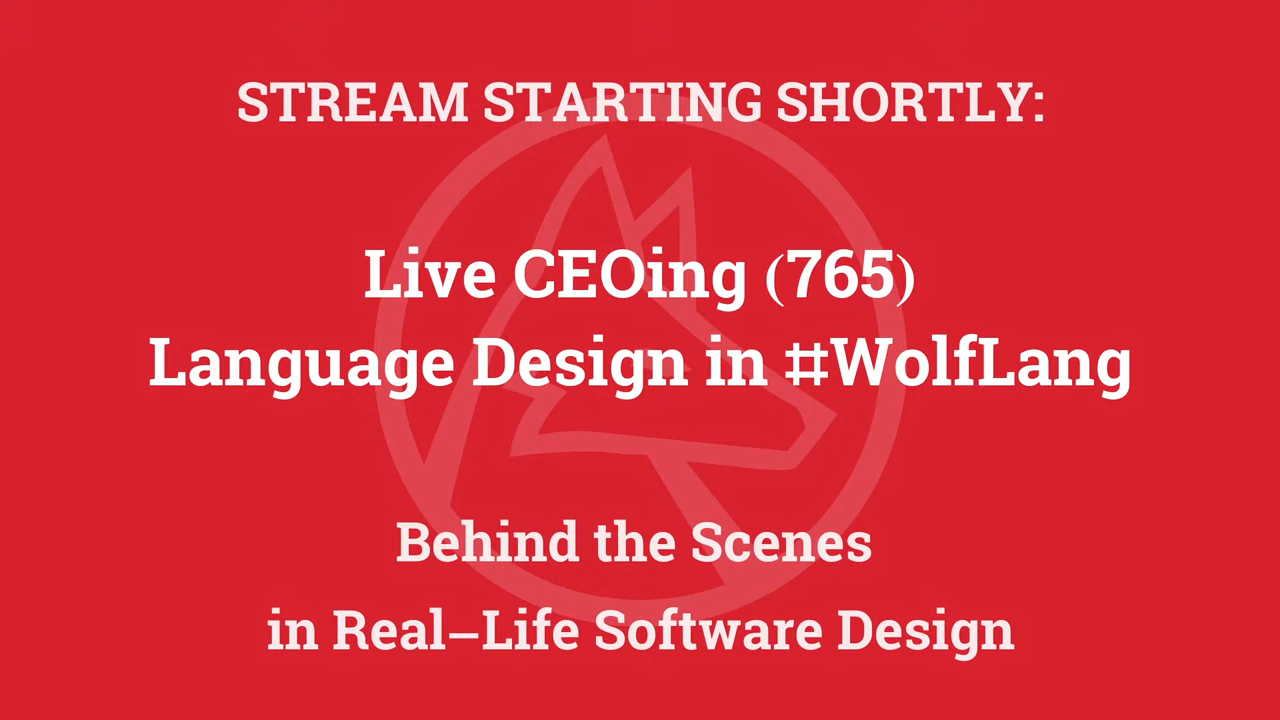 STREAM STARTING SHORTLY:
Live CEOing (765)
Language Design in #WolfLang
Behind the Scenes
in Real–Life Software Design